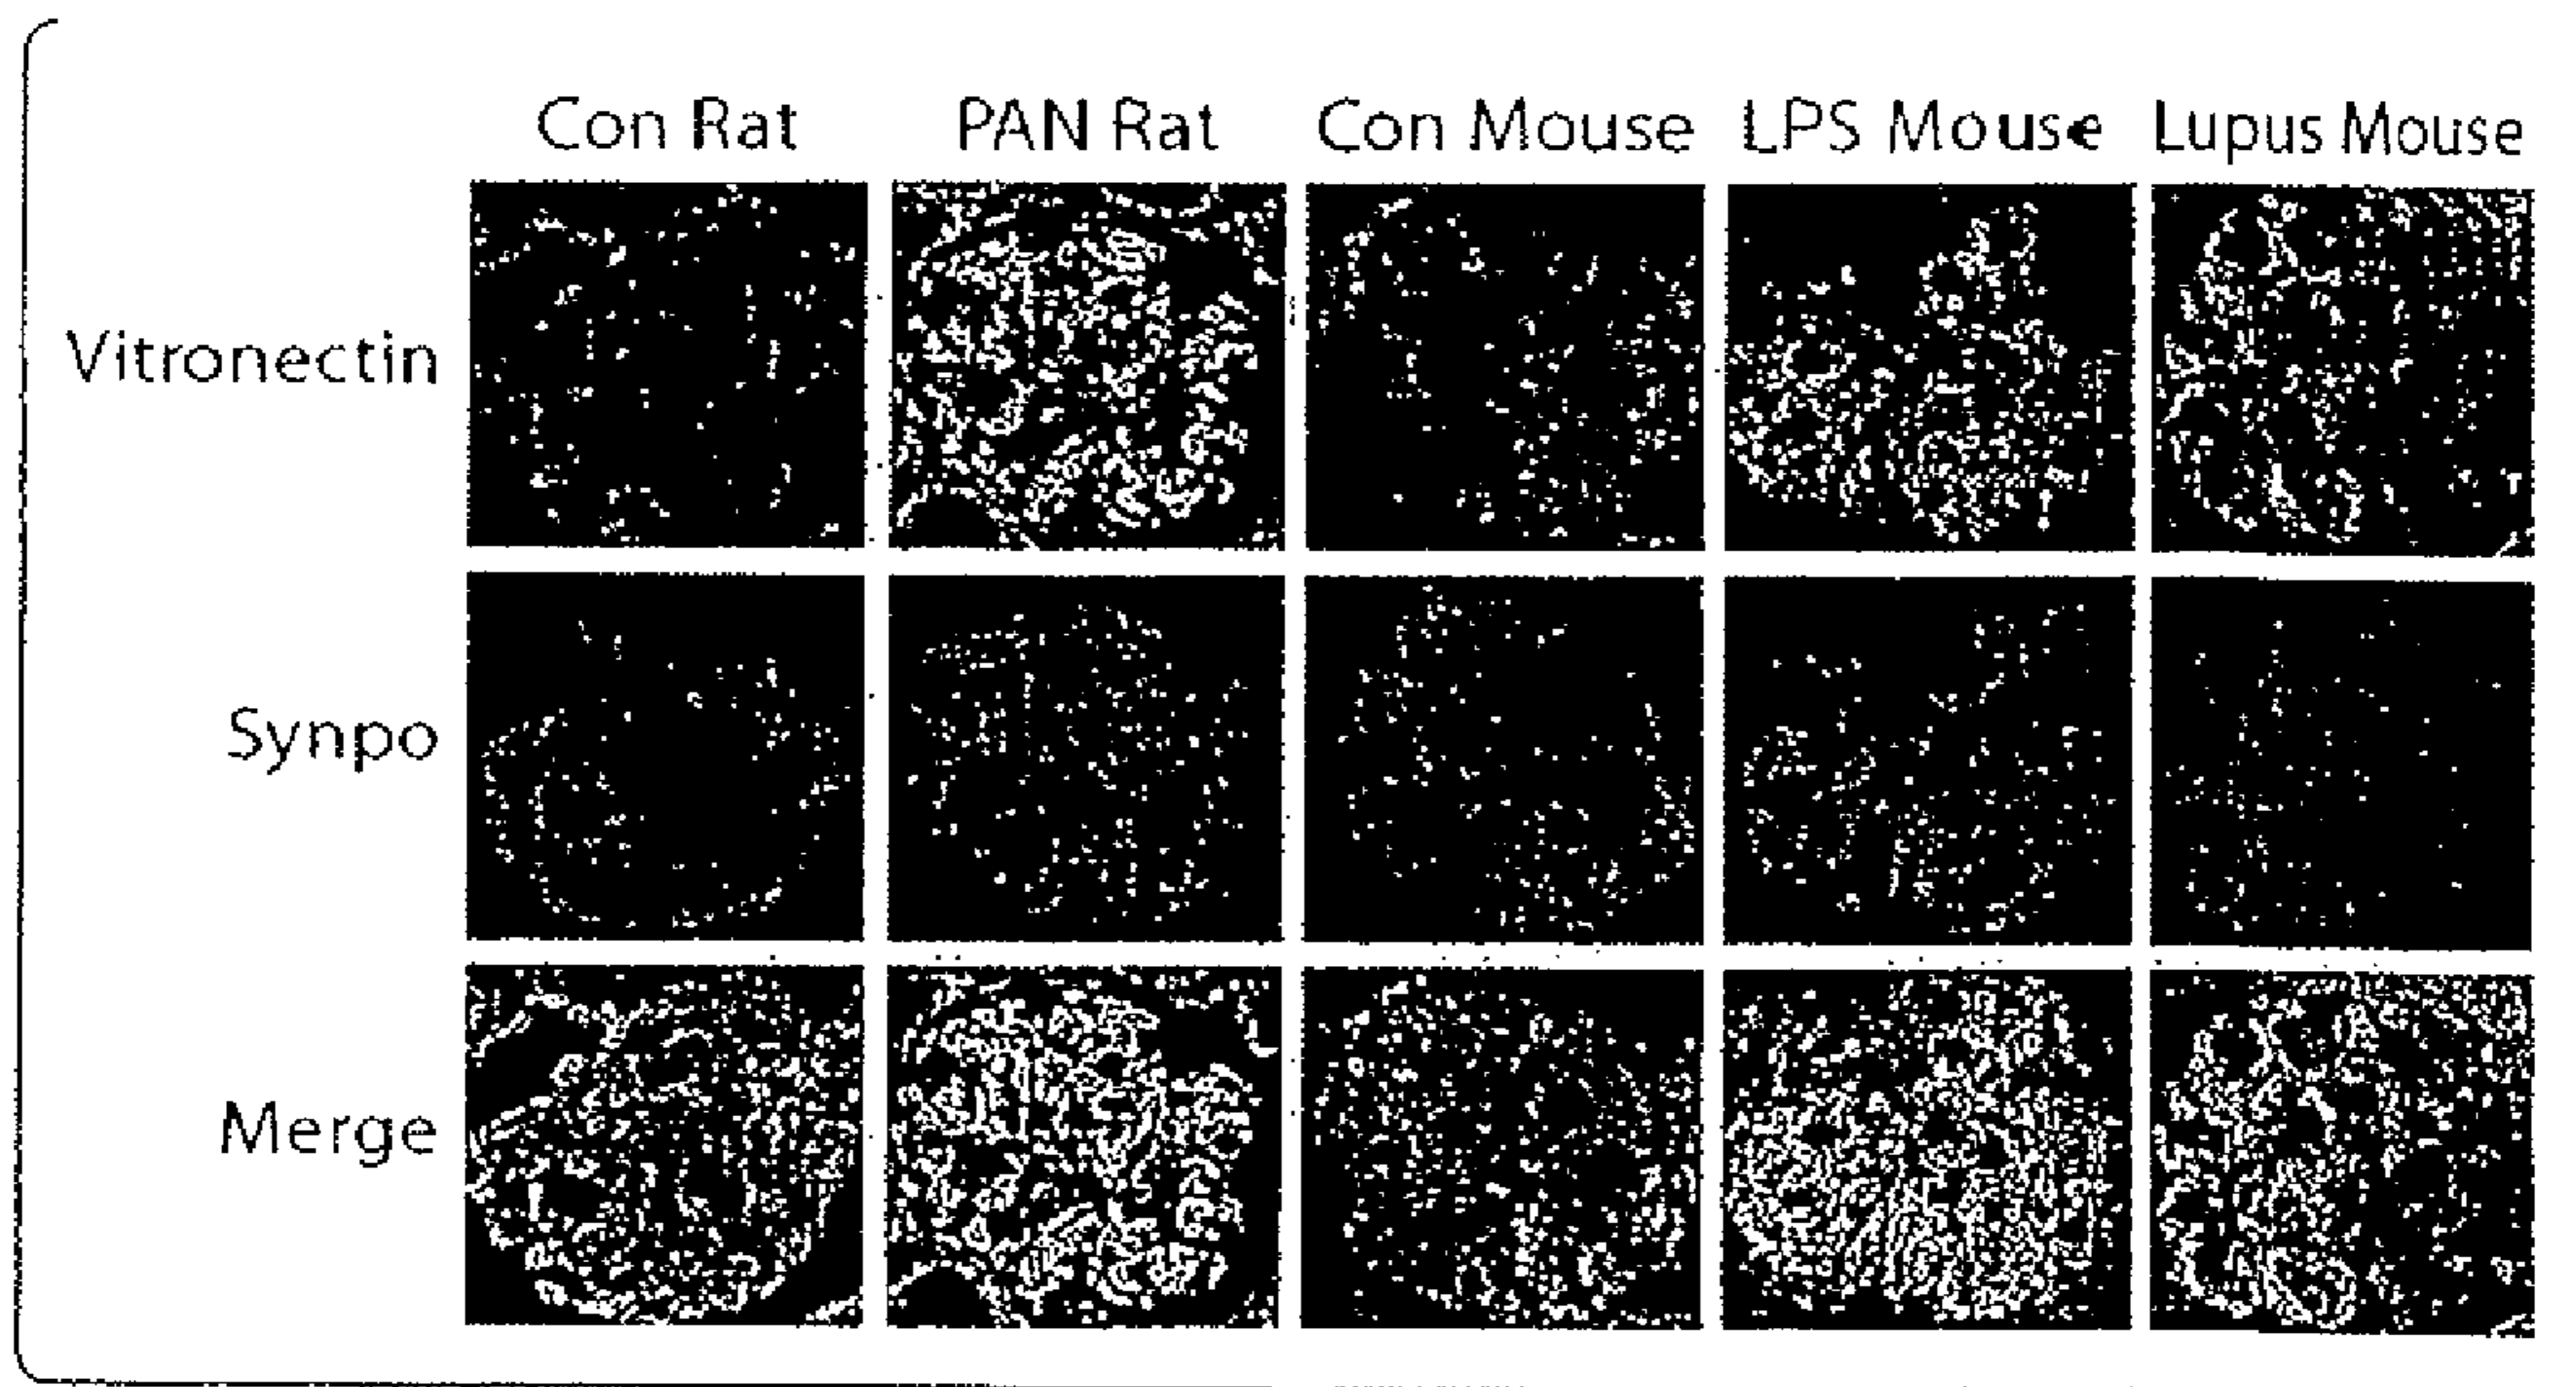 Con Rat PAN Rat Con Mouse LPS Mouse Lupus Mouse
Vitronectin
Synpo
Merge